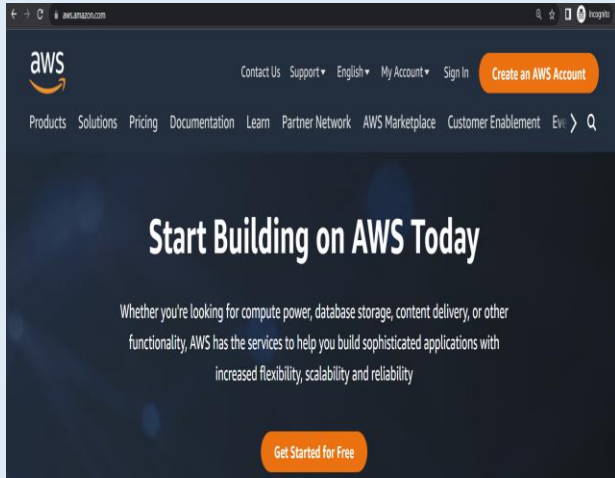 aws.amazon.com
Incognito
aws
Contact Us Support English My Account Sign In Create an AWS Account
Products Solutions Pricing Documentation Learn Partner Network AWS Marketplace Customer Enablement Eve
Start Building on AWS Today
Whether you're looking for compute power, database storage, content delivery, or other
functionality, AWS has the services to help you build sophisticated applications with
increased flexibility, scalability and reliability
Get Started for Free